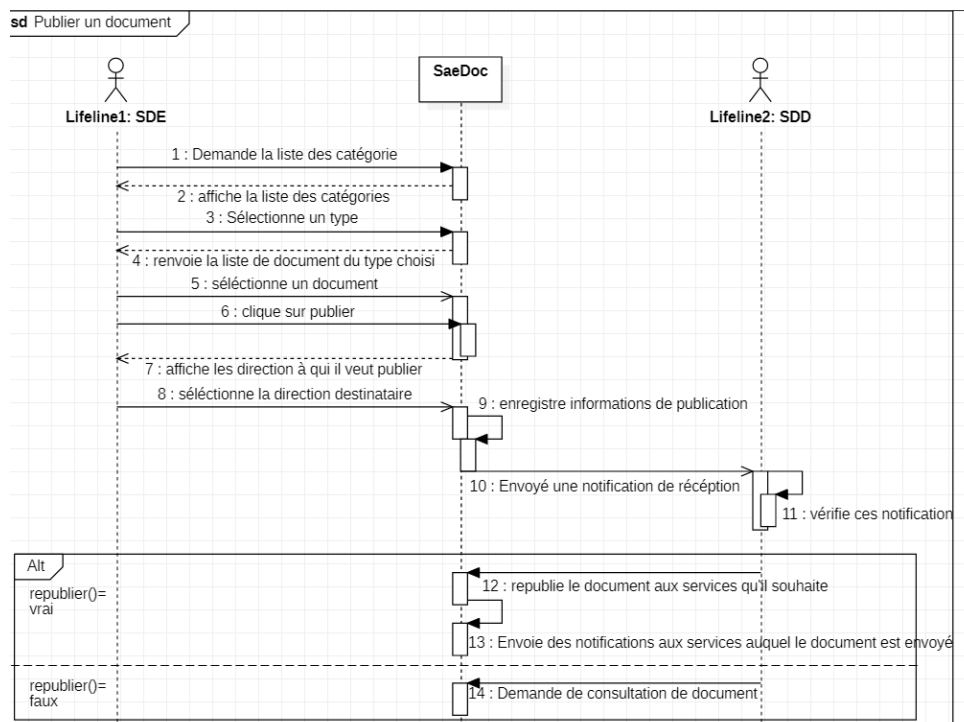 sd Publier un document
SaeDoc
Lifeline1: SDE
Lifeline2: SDD
1 : Demande la liste des catégorie
2 : affiche la liste des catégories
3 : Sélectionne un type
4 : renvoie la liste de document du type choisi
5 : séléctionne un document
6 : clique sur publier
7 : affiche les direction à qui il veut publier
8 : séléctionne la direction destinataire
9 : enregistre informations de publication
10 : Envoyé une notification de récéption
11 : vérifie ces notification
Alt
republier()=
vrai
12 : republie le document aux services qu'il souhaite
13 : Envoie des notifications aux services auquel le document est envoyé
republier()=
faux
14 : Demande de consultation de document